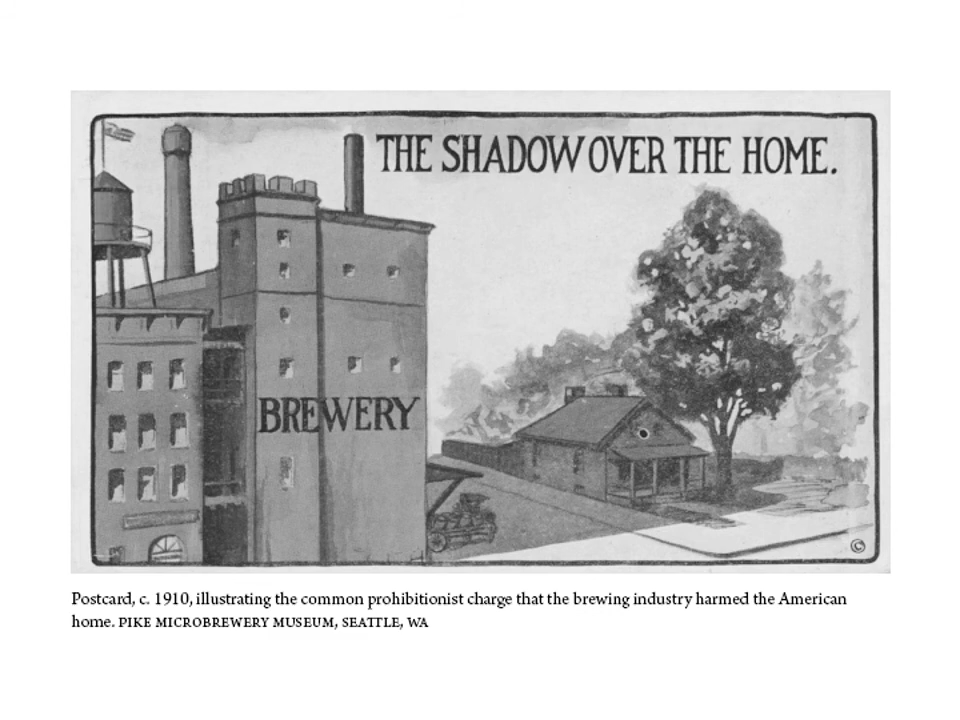 THE SHADOW OVER THE HOME.
BREWERY
©
Postcard, c. 1910, illustrating the common prohibitionist charge that the brewing industry harmed the American
home. PIKE MICROBREWERY MUSEUM, SEATTLE, WA